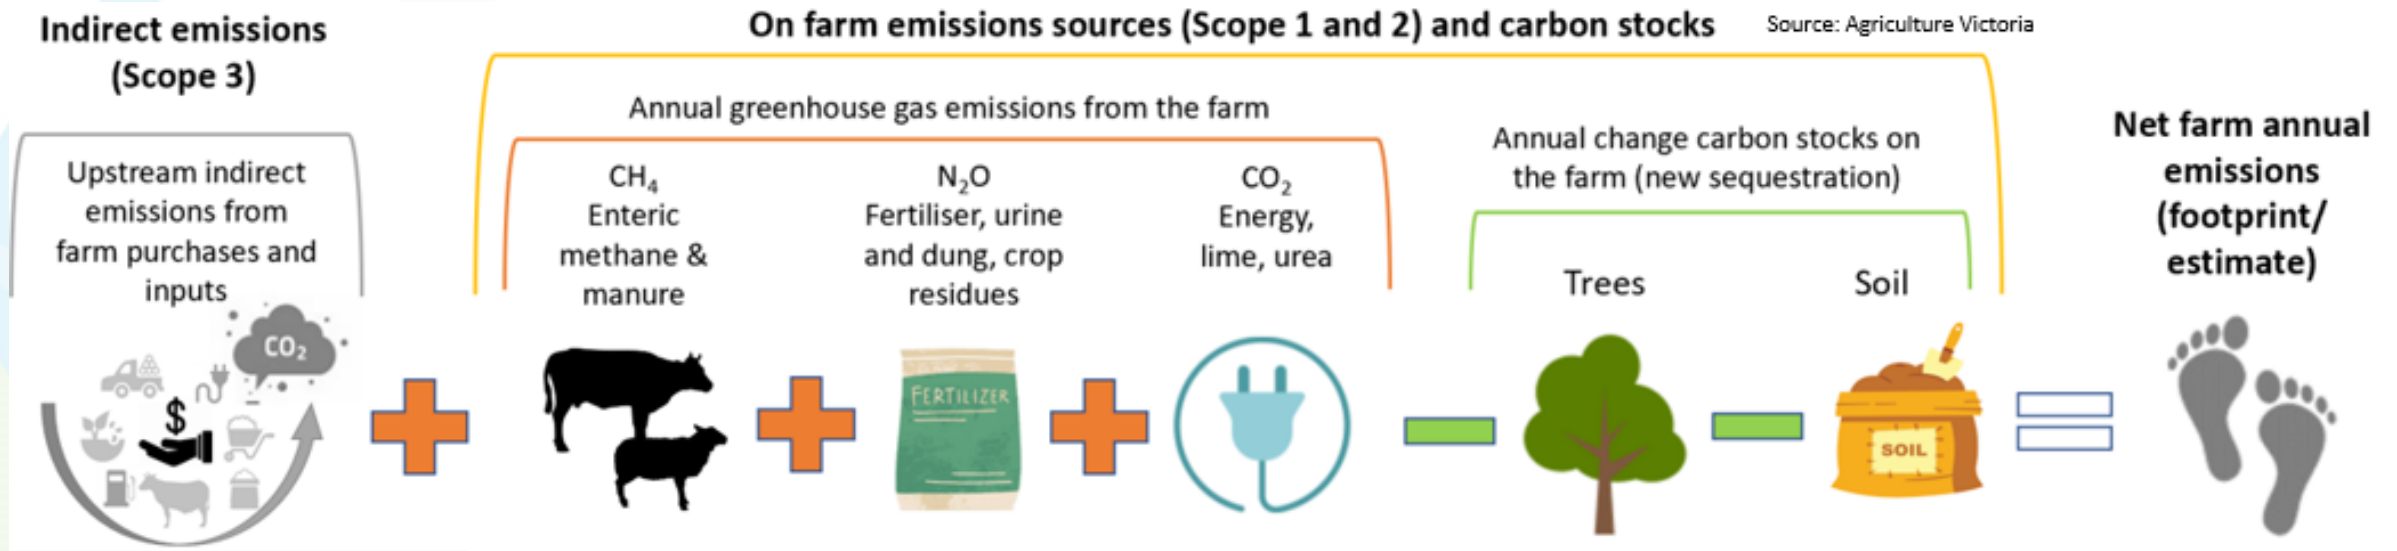 Indirect emissions
(Scope 3)
Upstream indirect
emissions from
farm purchases and
inputs
CO₂
$
On farm emissions sources (Scope 1 and 2) and carbon stocks
Source: Agriculture Victoria
Annual greenhouse gas emissions from the farm
CH₄
Enteric
methane &
manure
N₂O
Fertiliser, urine
and dung, crop
residues
FERTILIZER
CO₂
Energy,
lime, urea
Annual change carbon stocks on
the farm (new sequestration)
Trees
Soil
SOIL
Net farm annual
emissions
(footprint/
estimate)